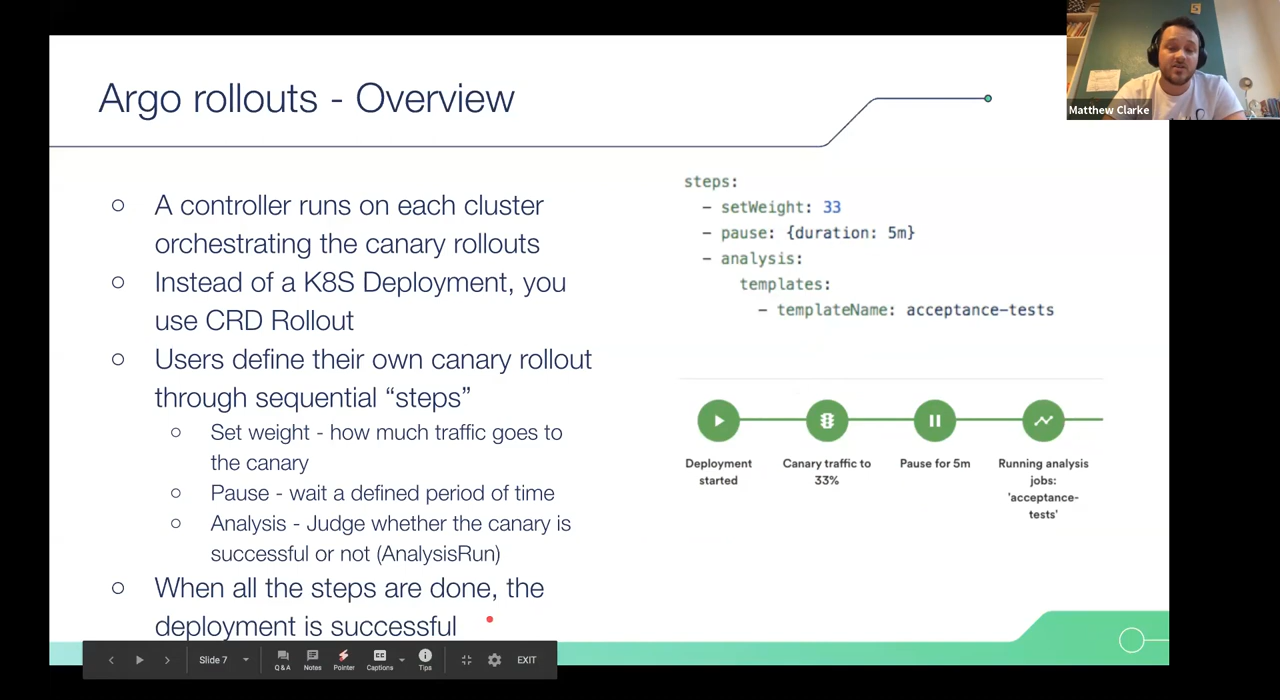 Argo rollouts - Overview
A controller runs on each cluster
orchestrating the canary rollouts
Instead of a K8S Deployment, you
use CRD Rollout
Users define their own canary rollout
through sequential “steps”
Set weight - how much traffic goes to
the canary
Pause - wait a defined period of time
Analysis - Judge whether the canary is
successful or not (AnalysisRun)
When all the steps are done, the
deployment is successful
steps:
- setWeight: 33
- pause: {duration: 5m}
- analysis:
templates:
- templateName: acceptance-tests
Deployment
started
Canary traffic to
33%
Pause for 5m
Running analysis
jobs:
'acceptance-
tests'
Matthew Clarke
Slide 7
Q & A
Notes
Pointer
CC
Captions
Tips
EXIT